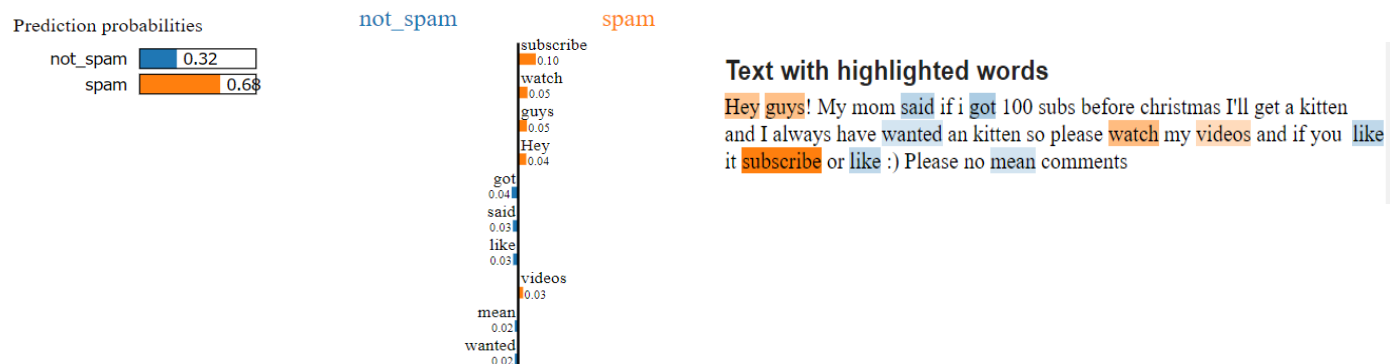 Prediction probabilities
not_spam 0.32
spam 0.68
not_spam spam
subscribe
0.10
watch
0.05
guys
0.05
Hey
0.04
got
0.04
said
0.03
like
0.03
videos
0.03
mean
0.02
wanted
0.02
Text with highlighted words
Hey guys! My mom said if i got 100 subs before christmas I'll get a kitten
and I always have wanted an kitten so please watch my videos and if you like
it subscribe or like :) Please no mean comments